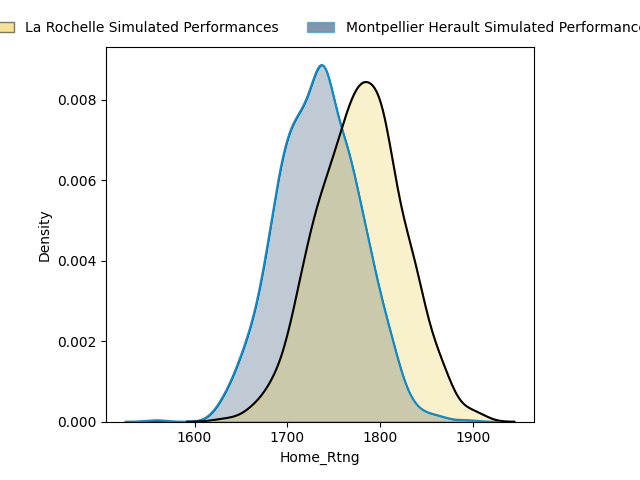 La Rochelle Simulated Performances Montpellier Herault Simulated Performanc
0.008
0.006
0.004
0.002
0.000
Density
1600 1700 1800 1900
Home_Rtng